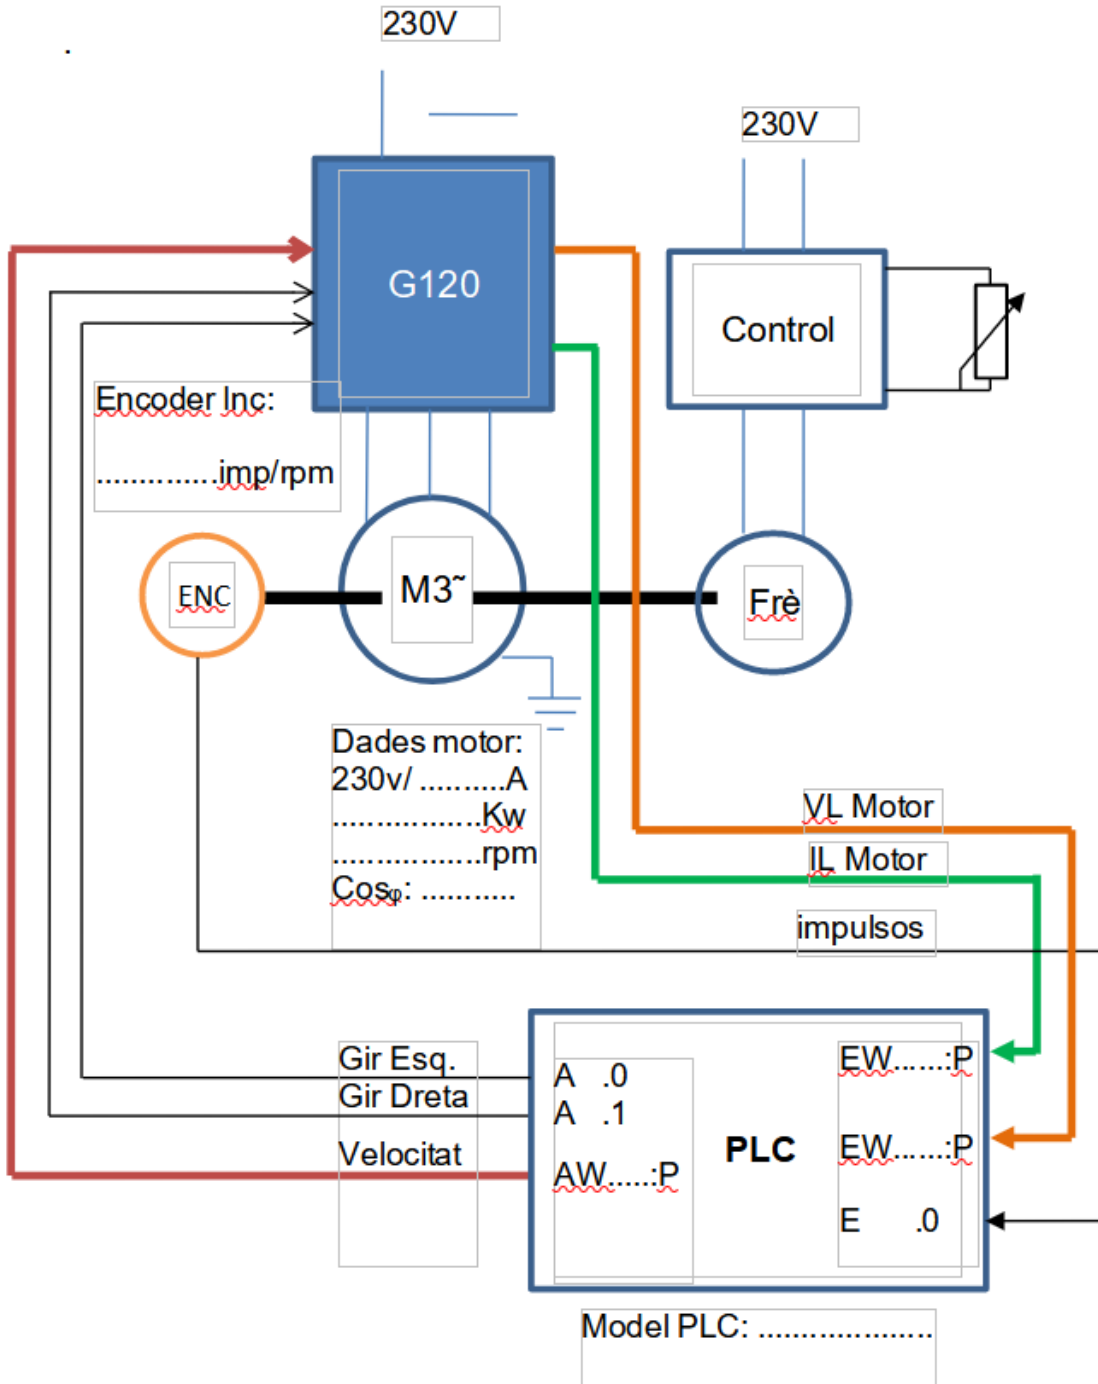 230V
.
230V
G120
Control
Encoder Inc:
..............imp/rpm
ENC
M3~
Frè
Dades motor:
230v/ ..........A
.................Kw
.................rpm
Cosφ: ...........
VL Motor
IL Motor
impulsos
Gir Esq.
Gir Dreta
Velocitat
A .0
A .1
AW.....:P
PLC
EW......:P
EW......:P
E .0
Model PLC: ....................